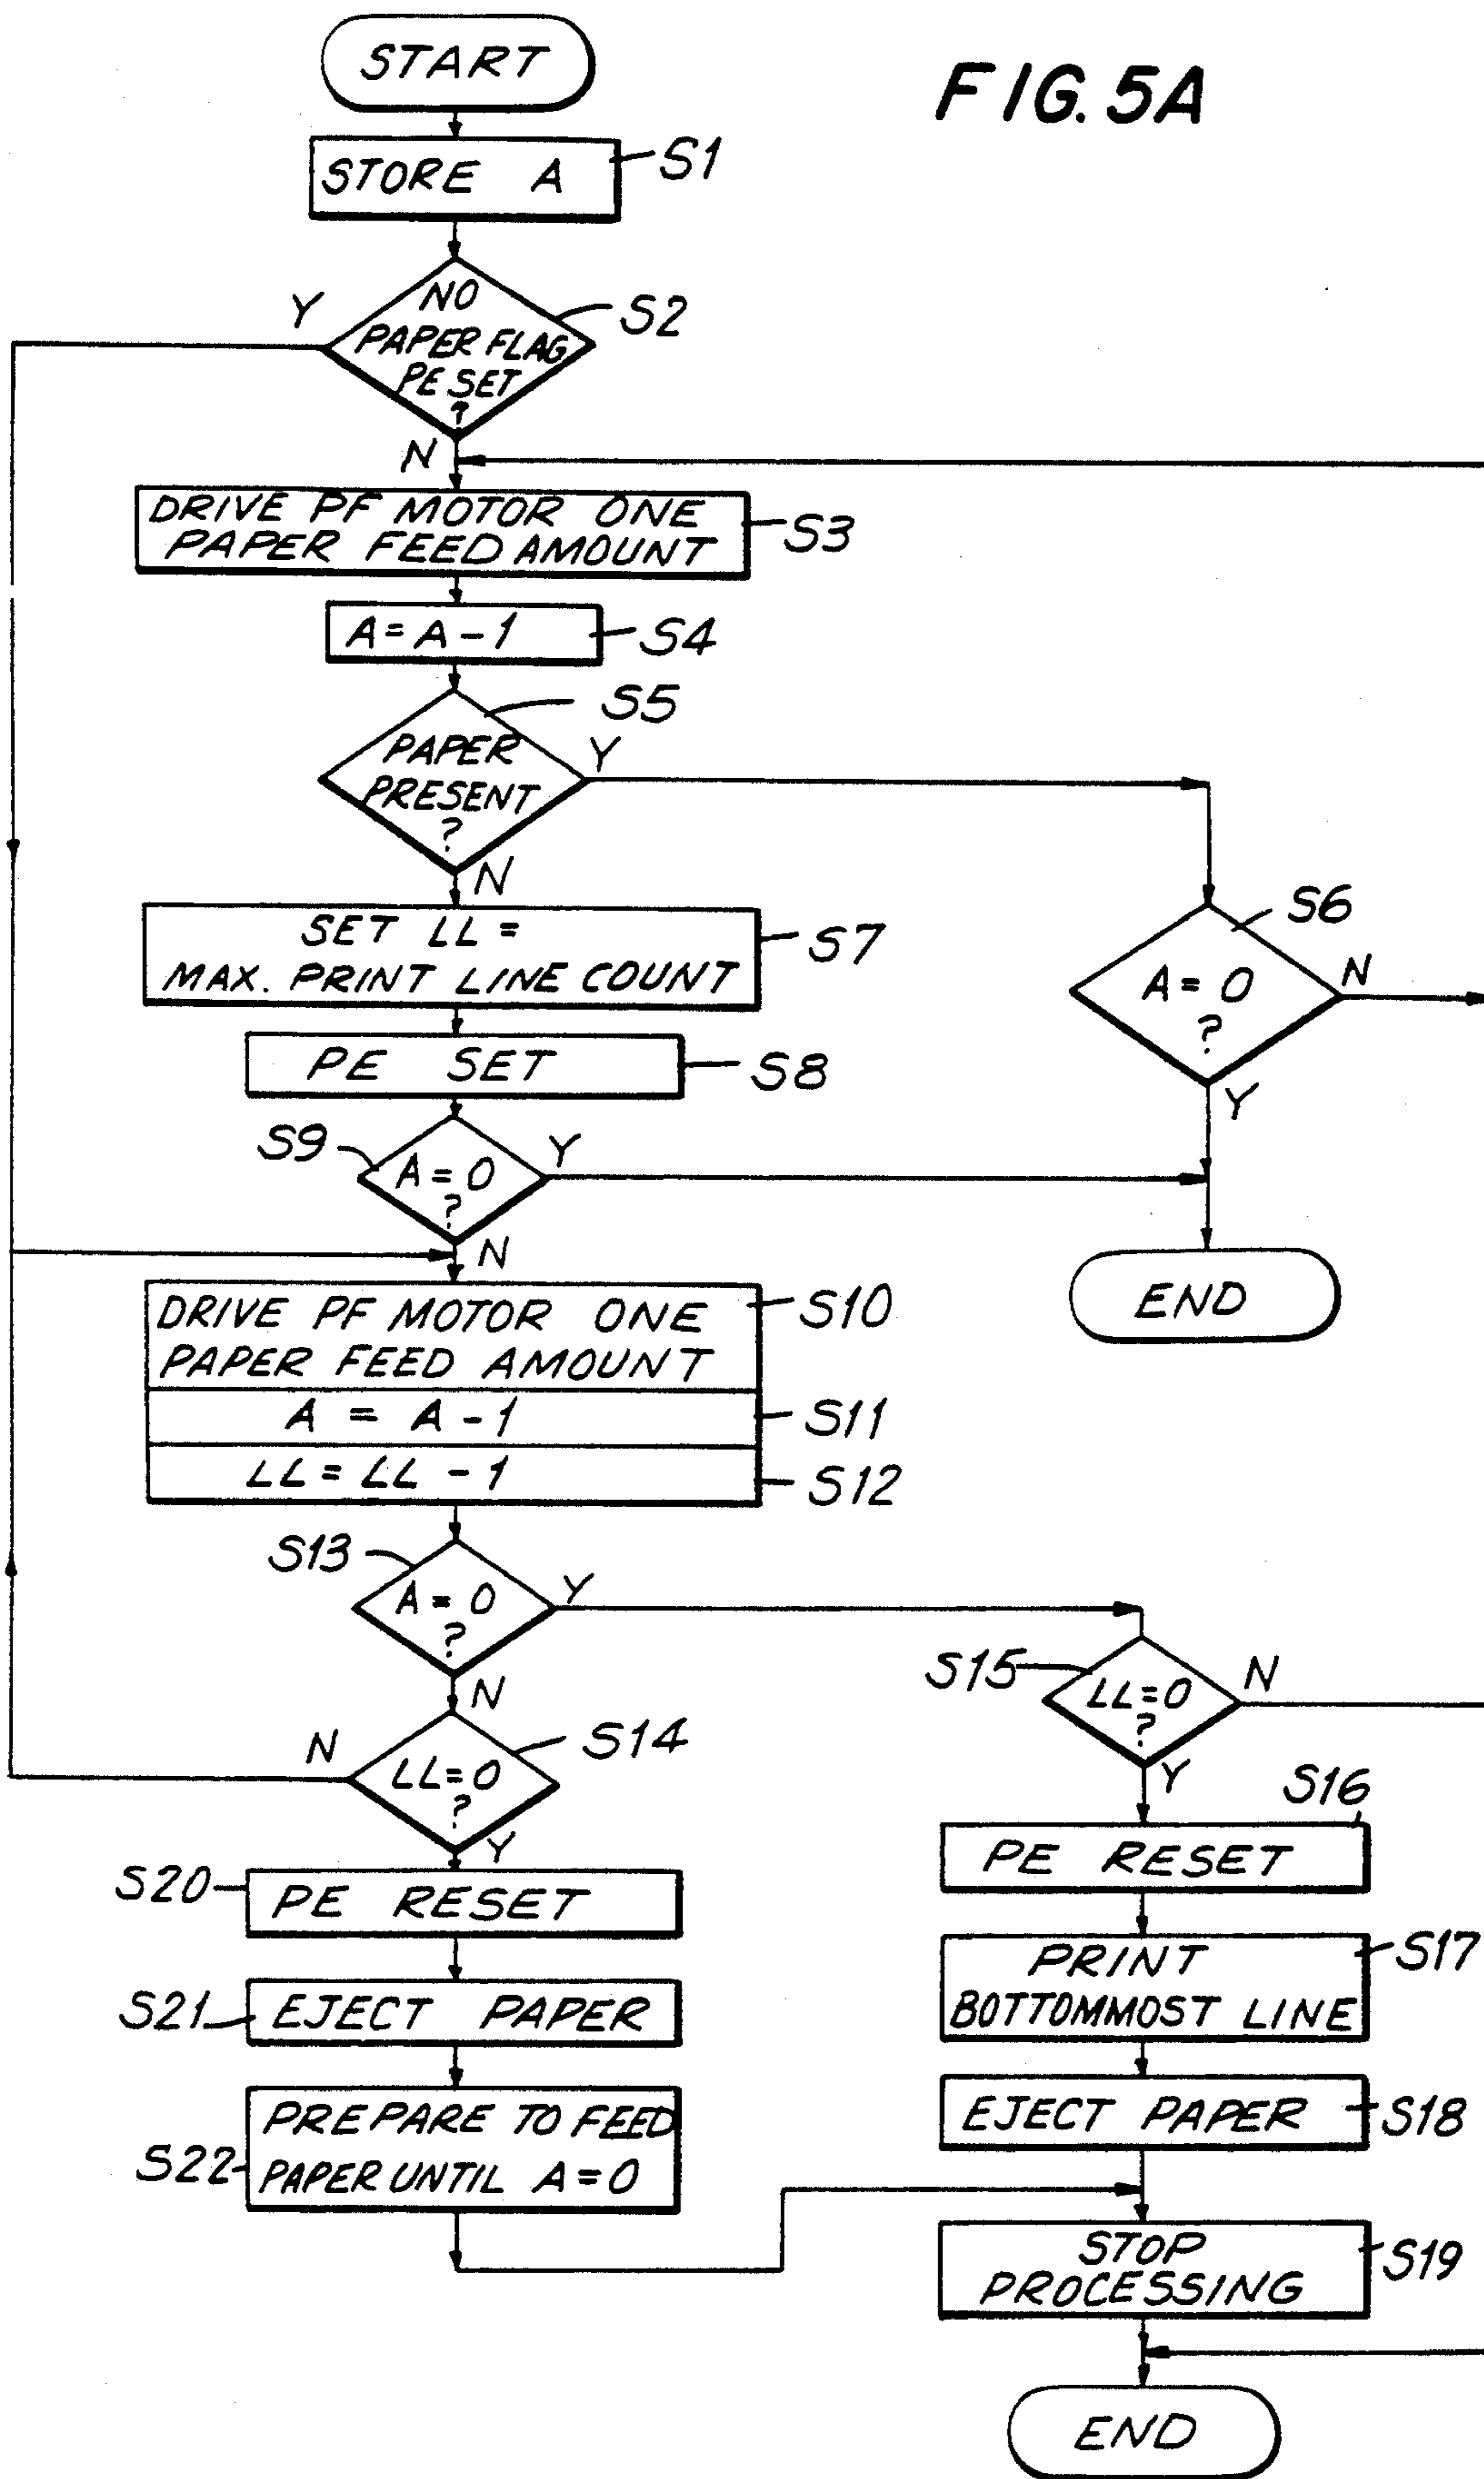 FIG. 5A
START
STORE A
S1
Y
NO
PAPER FLAG
PE SET
?
S2
N
DRIVE PF MOTOR ONE
PAPER FEED AMOUNT
S3
A = A - 1
S4
S5
PAPER
PRESENT
?
Y
N
S6
A = 0
?
N
Y
SET LL =
MAX. PRINT LINE COUNT
S7
PE SET
S8
S9
A = 0
?
Y
N
END
DRIVE PF MOTOR ONE
PAPER FEED AMOUNT
S10
A = A - 1
S11
LL = LL - 1
S12
S13
A = 0
?
Y
N
S14
LL = 0
?
N
Y
S15
LL = 0
?
N
Y
S16
PE RESET
S20
PE RESET
S17
PRINT
BOTTOMMOST LINE
S21
EJECT PAPER
EJECT PAPER
S18
S22
PREPARE TO FEED
PAPER UNTIL A = 0
STOP
PROCESSING
S19
END